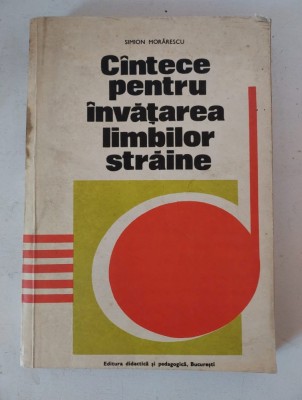 SIMION MORĂRESCU
Cîntece
pentru
învățarea
limbilor
străine
Editura didactică și pedagogică, București